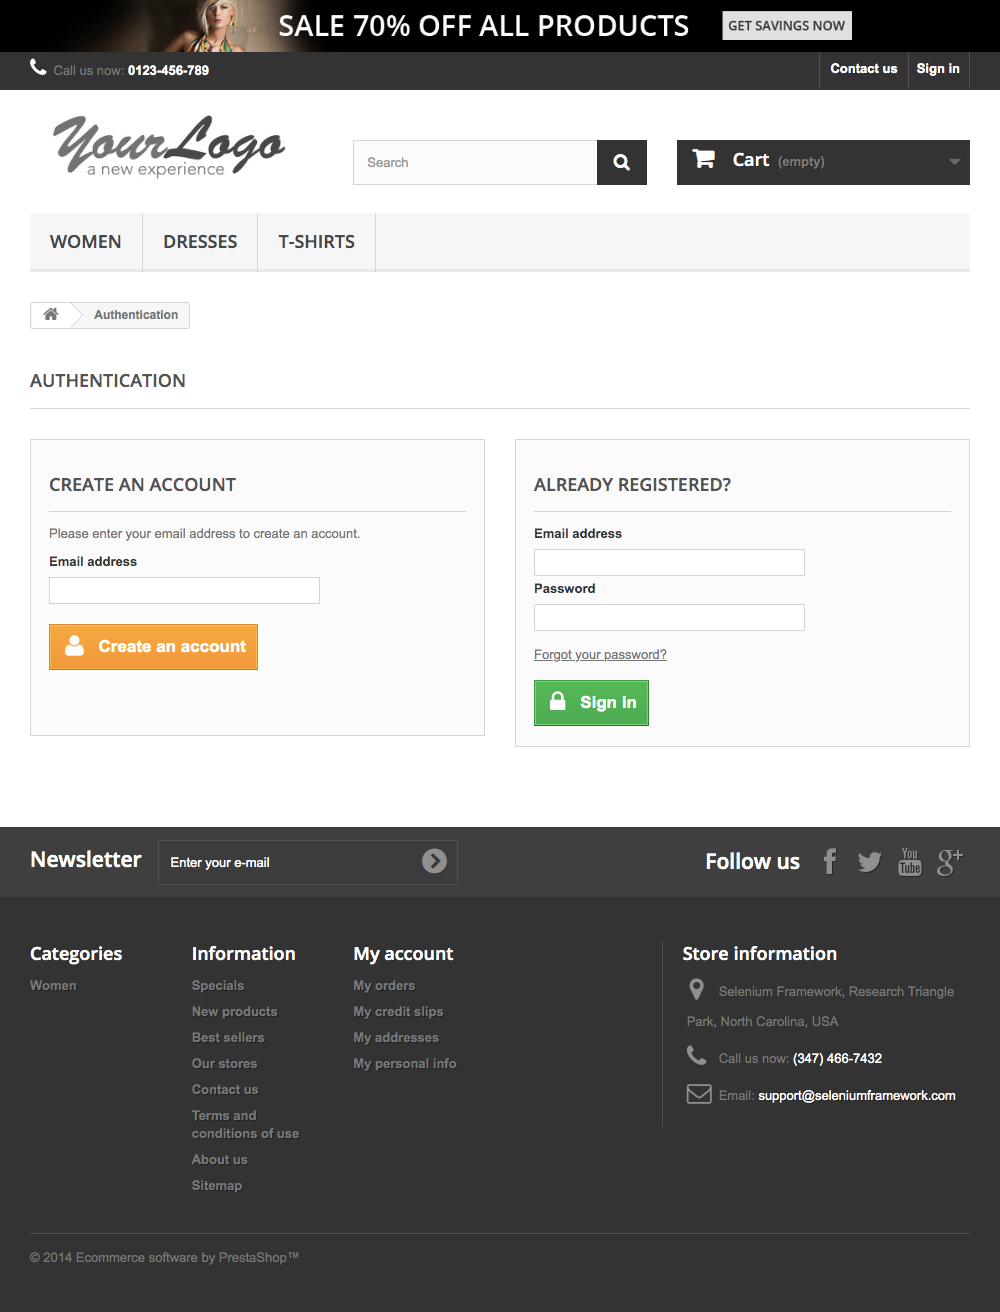 SALE 70% OFF ALL PRODUCTS GET SAVINGS NOW
Call us now: 0123-456-789
Contact us
Sign in
YourLogo
a new experience
Search
Cart (empty)
WOMEN
DRESSES
T-SHIRTS
Authentication
AUTHENTICATION
CREATE AN ACCOUNT
Please enter your email address to create an account.
Email address
Create an account
ALREADY REGISTERED?
Email address
Password
Forgot your password?
Sign in
Newsletter
Enter your e-mail
Follow us
You
Tube
Categories
Women
Information
Specials
New products
Best sellers
Our stores
Contact us
Terms and
conditions of use
About us
Sitemap
My account
My orders
My credit slips
My addresses
My personal info
Store information
Selenium Framework, Research Triangle
Park, North Carolina, USA
Call us now: (347) 466-7432
Email: support@seleniumframework.com
© 2014 Ecommerce software by PrestaShop™